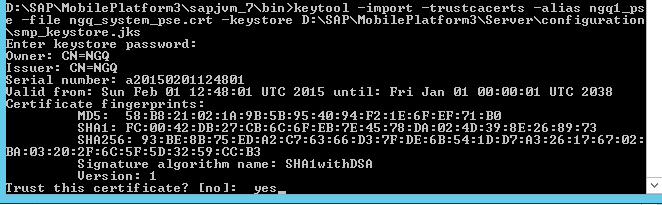 D:\SAP\MobilePlatform3\sapjvm_7\bin>keytool -import -trustcacerts -alias ngq1_ps
e -file ngq_system_pse.crt -keystore D:\SAP\MobilePlatform3\Server\configuration
\smp_keystore.jks
Enter keystore password:
Owner: CN=NGQ
Issuer: CN=NGQ
Serial number: a20150201124801
Valid from: Sun Feb 01 12:48:01 UTC 2015 until: Fri Jan 01 00:00:01 UTC 2038
Certificate fingerprints:
MD5: 58:B8:21:02:1A:9B:5B:95:40:94:F2:1E:6F:EF:71:B0
SHA1: FC:00:42:DB:27:CB:6C:6F:EB:7E:45:78:DA:02:4D:39:8E:26:89:73
SHA256: 93:BE:8B:75:ED:A2:C7:63:66:D3:7F:DE:6B:54:1D:D7:A3:26:17:67:02:
BA:03:20:2F:6C:5F:5D:32:59:CC:B3
Signature algorithm name: SHA1withDSA
Version: 1
Trust this certificate? [no]: yes_